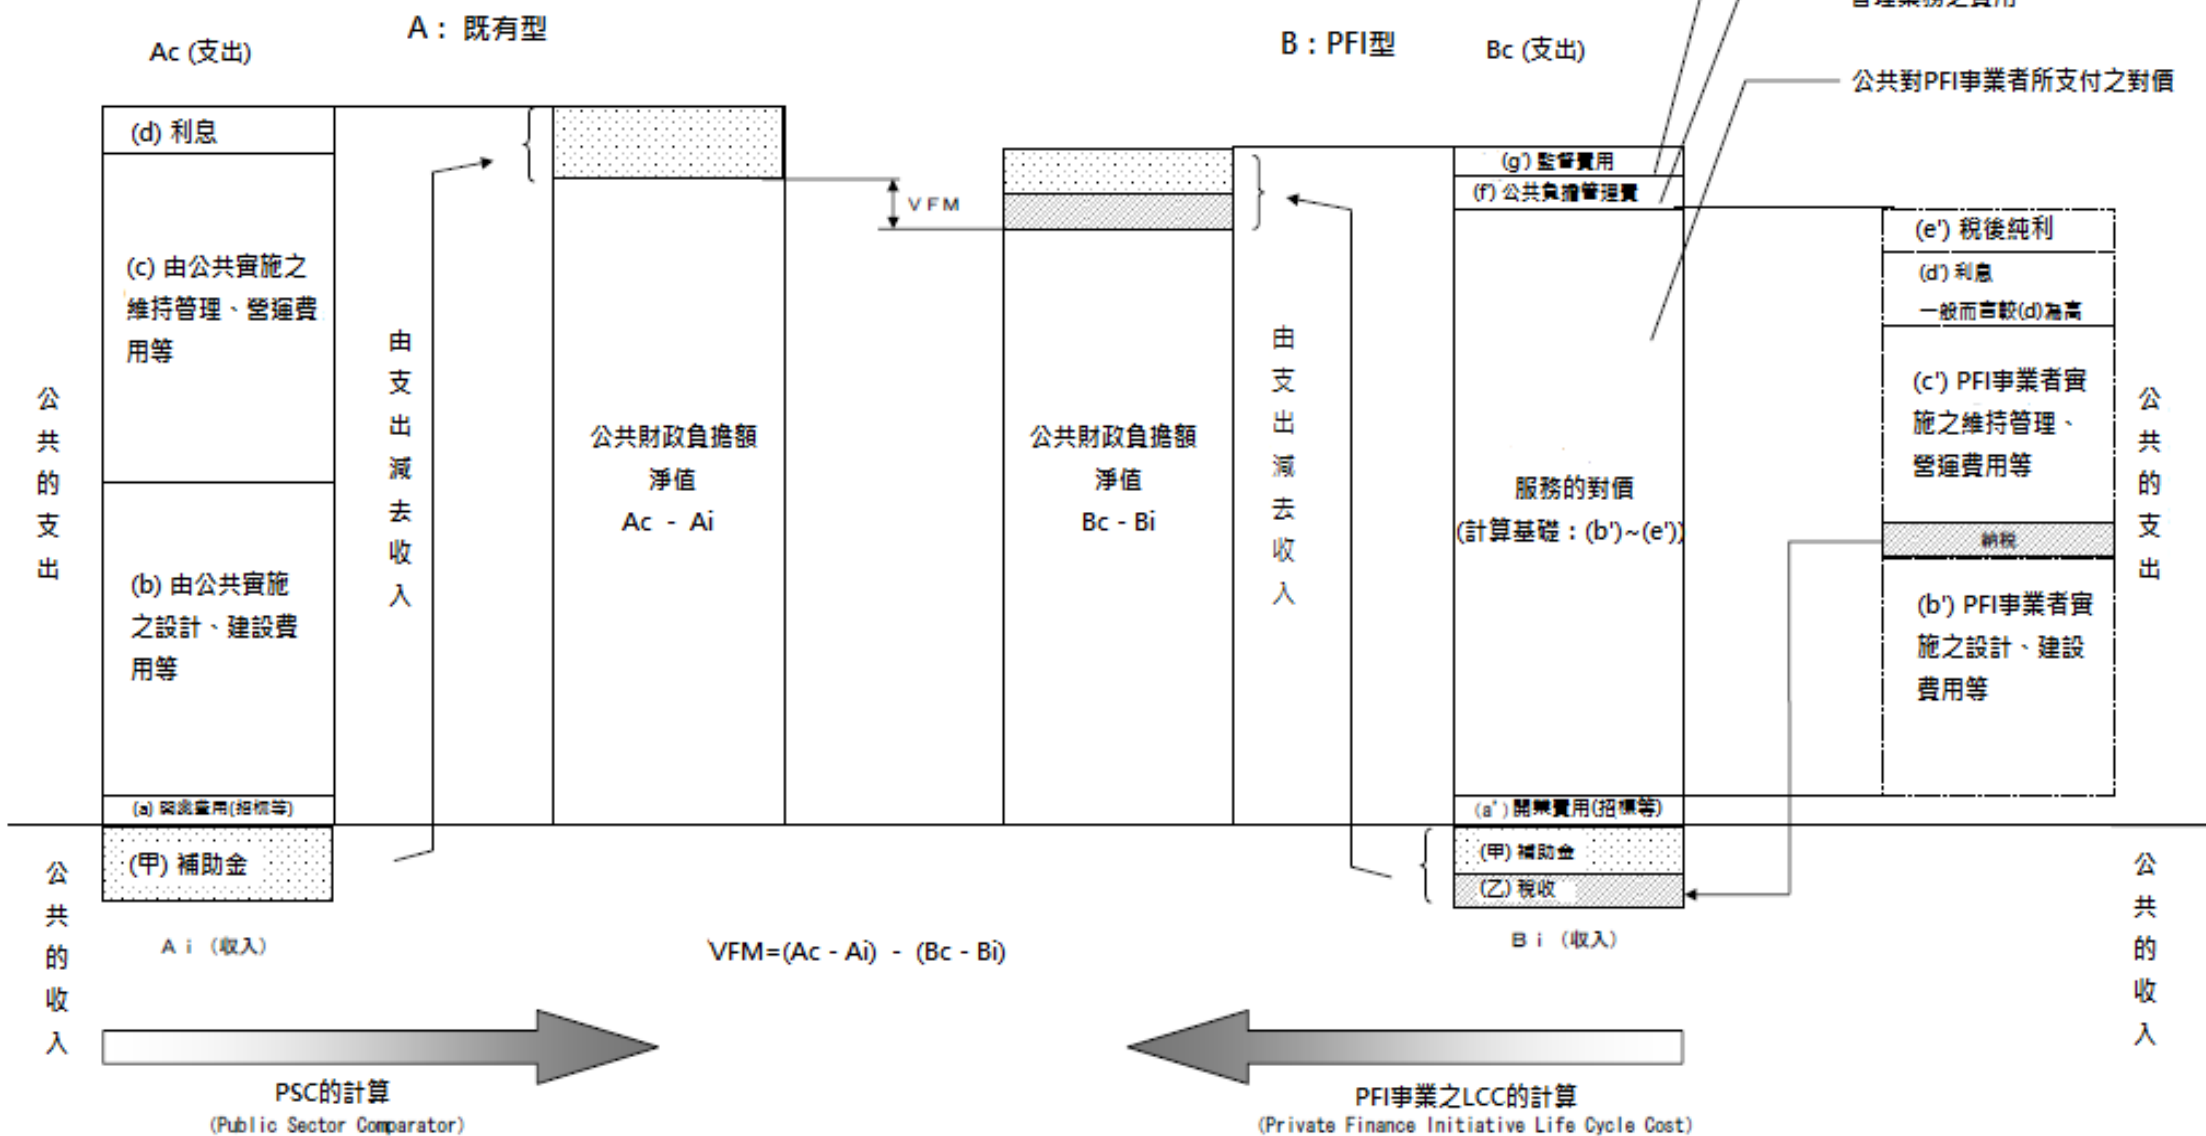 A：既有型
Ac (支出)
B：PFI型
Bc (支出)
公共對PFI事業者所支付之對價
(d) 利息
(c) 由公共實施之
維持管理、營運費
用等
(b) 由公共實施
之設計、建設費
用等
(招標等)
(甲) 補助金
Ai (收入)
公共的支出
公共的收入
由支出減去收入
公共財政負擔額
淨值
Ac - Ai
VFM
公共財政負擔額
淨值
Bc - Bi
由支出減去收入
(g') 監督費用
(f') 公共負擔管理費
服務的對價
(計算基礎：(b')~(e'))
(a') 開業費用(招標等)
(甲) 補助金
(乙) 稅收
Bi (收入)
(e') 稅後純利
(d') 利息
一般而言較(d)為高
(c') PFI事業者實
施之維持管理、
營運費用等
納稅
(b') PFI事業者實
施之設計、建設
費用等
公共的支出
公共的收入
VFM=(Ac - Ai) - (Bc - Bi)
PSC的計算
(Public Sector Comparator)
PFI事業之LCC的計算
(Private Finance Initiative Life Cycle Cost)